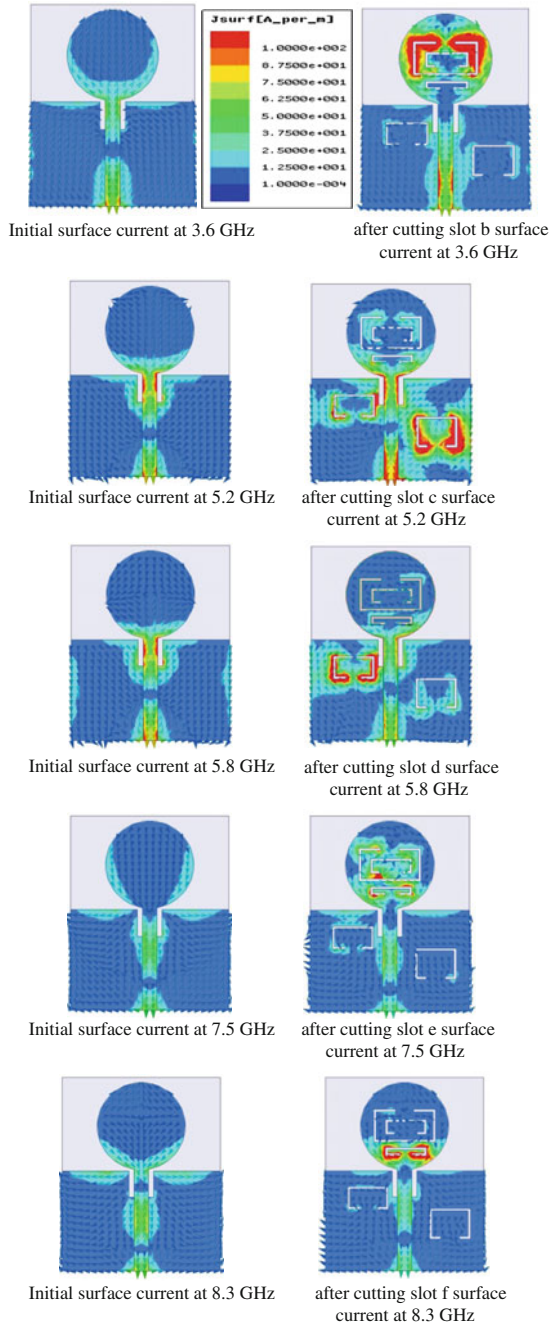 Jsurf[A_per_m]
1.0000e+002
8.7500e+001
7.5000e+001
6.2500e+001
5.0000e+001
3.7500e+001
2.5000e+001
1.2500e+001
1.0000e-004
Initial surface current at 3.6 GHz
after cutting slot b surface
current at 3.6 GHz
Initial surface current at 5.2 GHz
after cutting slot c surface
current at 5.2 GHz
Initial surface current at 5.8 GHz
after cutting slot d surface
current at 5.8 GHz
Initial surface current at 7.5 GHz
after cutting slot e surface
current at 7.5 GHz
Initial surface current at 8.3 GHz
after cutting slot f surface
current at 8.3 GHz